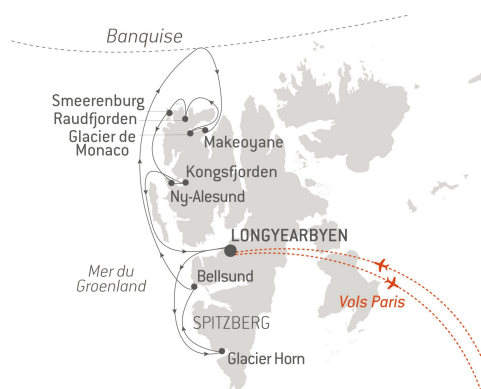 Banquise
Smeerenburg
Raudfjorden
Glacier de
Monaco
Makeoyane
Kongsfjorden
Ny-Alesund
LONGYEARBYEN
Mer du
Groenland
Bellsund
Vols Paris
SPITZBERG
Glacier Horn